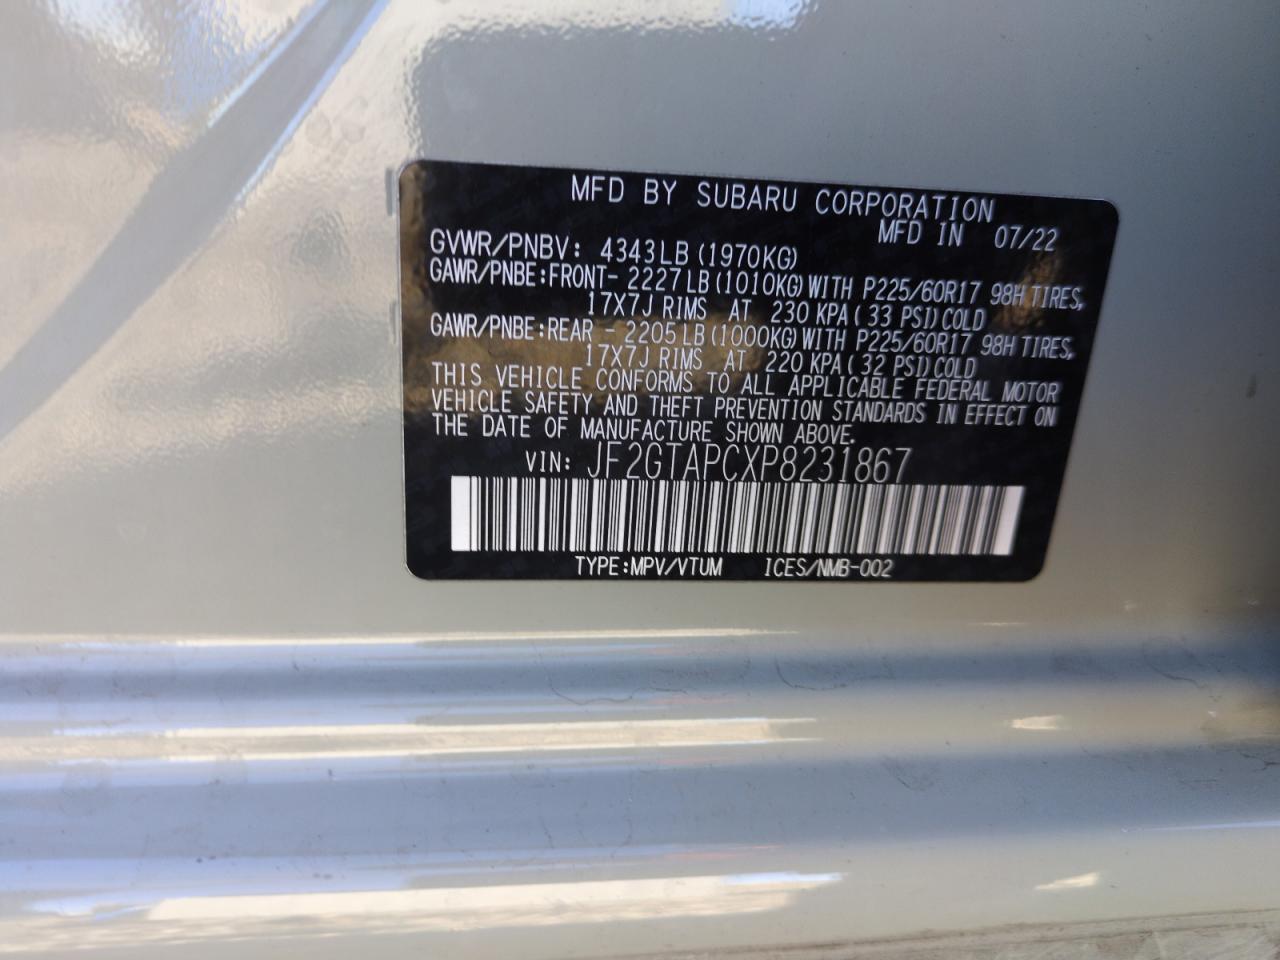 MFD BY SUBARU CORPORATION
MFD IN 07/22
GVWR/PNBV: 4343LB(1970KG)
GAWR/PNBE:FRONT- 2227LB(1010KG)WITH P225/60R17 98H TIRES,
17X7J RIMS AT 230 KPA(33 PSI)COLD
GAWR/PNBE:REAR - 2205LB(1000KG)WITH P225/60R17 98H TIRES,
17X7J RIMS AT 220 KPA(32 PSI)COLD
THIS VEHICLE CONFORMS TO ALL APPLICABLE FEDERAL MOTOR
VEHICLE SAFETY AND THEFT PREVENTION STANDARDS IN EFFECT ON
THE DATE OF MANUFACTURE SHOWN ABOVE.
VIN: JF2GTAPCXP8231867
TYPE:MPV/VTUM ICES/NMB-002